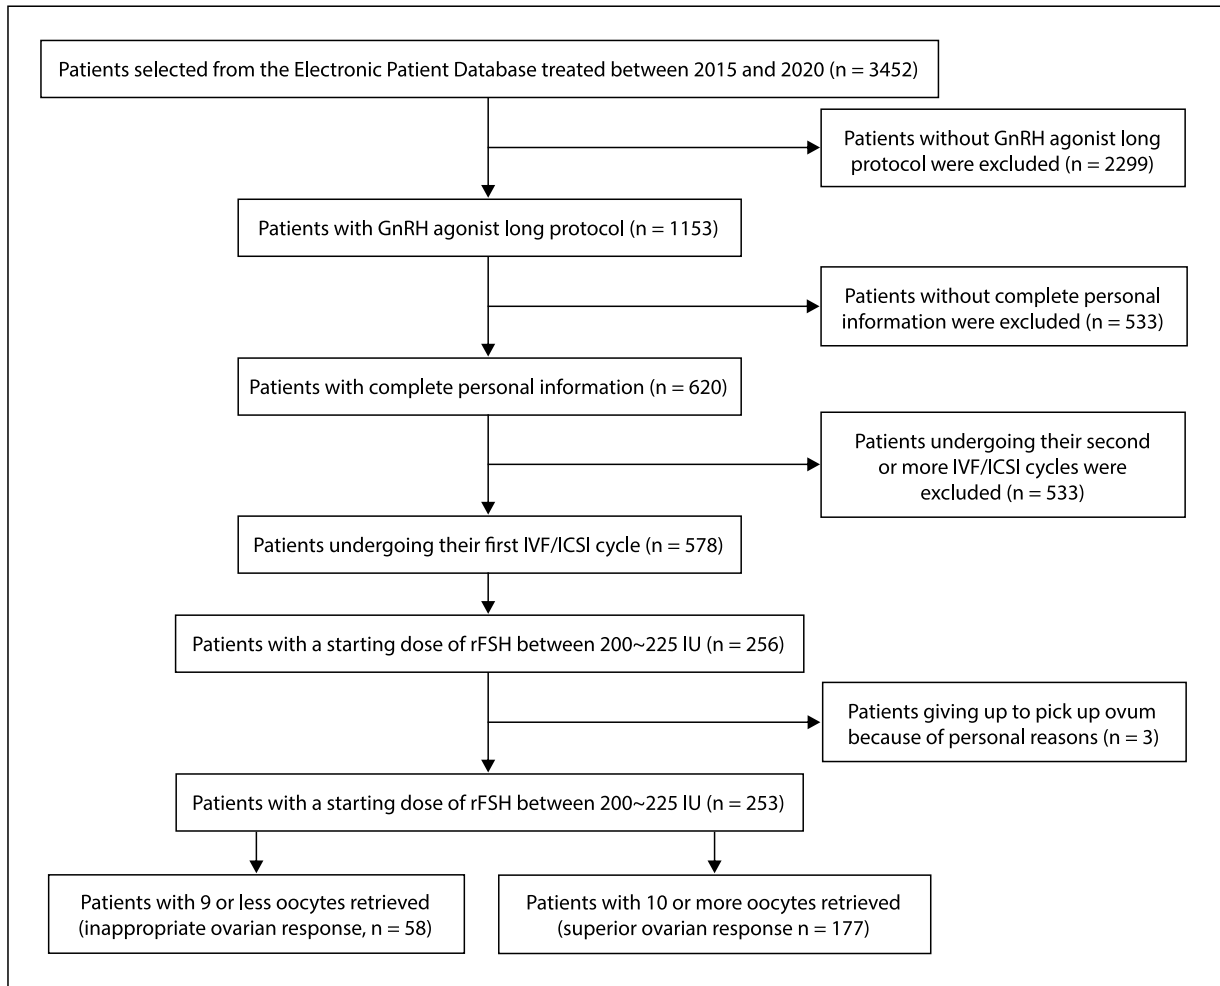 Patients selected from the Electronic Patient Database treated between 2015 and 2020 (n = 3452)
Patients without GnRH agonist long
protocol were excluded (n = 2299)
Patients with GnRH agonist long protocol (n = 1153)
Patients without complete personal
information were excluded (n = 533)
Patients with complete personal information (n = 620)
Patients undergoing their second
or more IVF/ICSI cycles were
excluded (n = 533)
Patients undergoing their first IVF/ICSI cycle (n = 578)
Patients with a starting dose of rFSH between 200~225 IU (n = 256)
Patients giving up to pick up ovum
because of personal reasons (n = 3)
Patients with a starting dose of rFSH between 200~225 IU (n = 253)
Patients with 9 or less oocytes retrieved
(inappropriate ovarian response, n = 58)
Patients with 10 or more oocytes retrieved
(superior ovarian response n = 177)